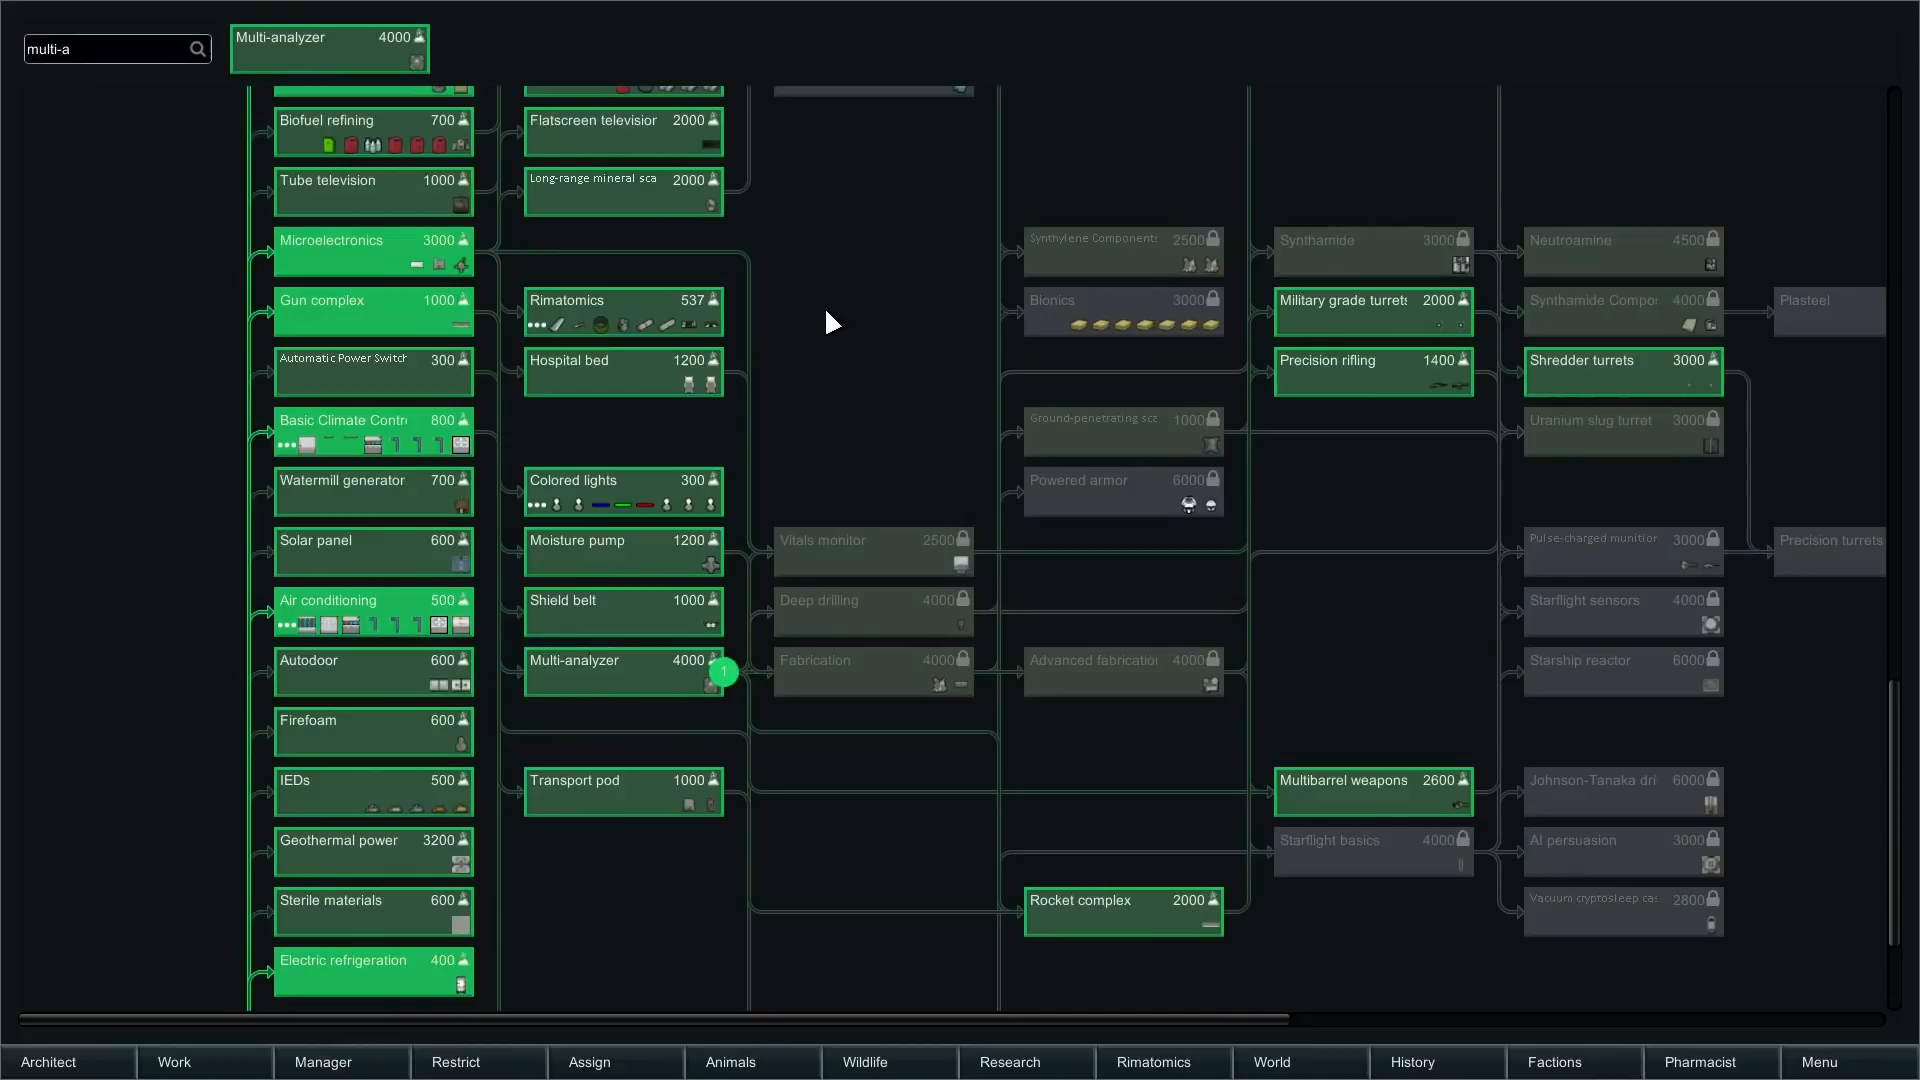 multi-a
Multi-analyzer 4000
Biofuel refining 700
Flatscreen televisior 2000
Tube television 1000
Long-range mineral sca 2000
Microelectronics 3000
Synthylene Components 2500
Synthamide 3000
Neutroamine 4500
Gun complex 1000
Rimatomics 537
Bionics 3000
Military grade turrets 2000
Synthamide Compo 4000
Plasteel
Automatic Power Switch 300
Hospital bed 1200
Precision rifling 1400
Shredder turrets 3000
Basic Climate Contr 800
Ground-penetrating sca 1000
Uranium slug turret 3000
Watermill generator 700
Colored lights 300
Powered armor 6000
Solar panel 600
Moisture pump 1200
Vitals monitor 2500
Pulse-charged munition 3000
Precision turrets
Air conditioning 500
Shield belt 1000
Deep drilling 4000
Starflight sensors 4000
Autodoor 600
Multi-analyzer 4000
1
Fabrication 4000
Advanced fabrication 4000
Starship reactor 6000
Firefoam 600
IEDs 500
Transport pod 1000
Multibarrel weapons 2600
Johnson-Tanaka dri 6000
Geothermal power 3200
Starflight basics 4000
AI persuasion 3000
Sterile materials 600
Rocket complex 2000
Vacuum cryptosleep cas 2800
Electric refrigeration 400
Architect Work Manager Restrict Assign Animals Wildlife Research Rimatomics World History Factions Pharmacist Menu